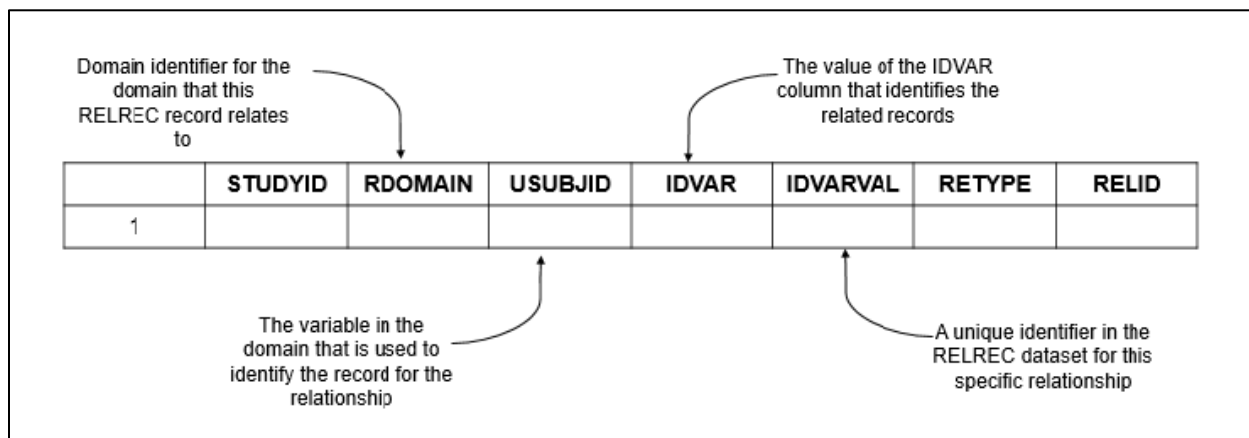 Domain identifier for the
domain that this
RELREC record relates
to
The value of the IDVAR
column that identifies the
related records
STUDYID RDOMAIN USUBJID IDVAR IDVARVAL RETYPE RELID
1
The variable in the
domain that is used to
identify the record for the
relationship
A unique identifier in the
RELREC dataset for this
specific relationship